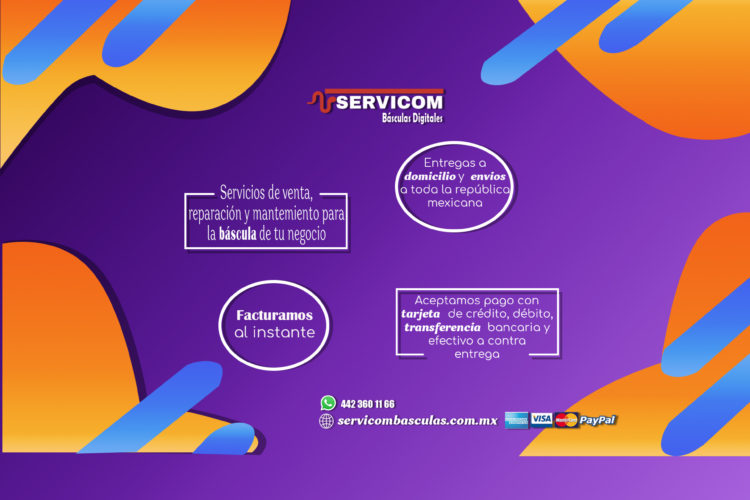 SERVICOM
Básculas Digitales
Entregas a
domicilio y envios
a toda la república
mexicana
Servicios de venta,
reparación y mantemiento para
la báscula de tu negocio
Facturamos
al instante
Aceptamos pago con
tarjeta de crédito, débito,
transferencia bancaria y
efectivo a contra
entrega
442 360 11 66
servicombasculas.com.mx
VISA
MasterCard
PayPal